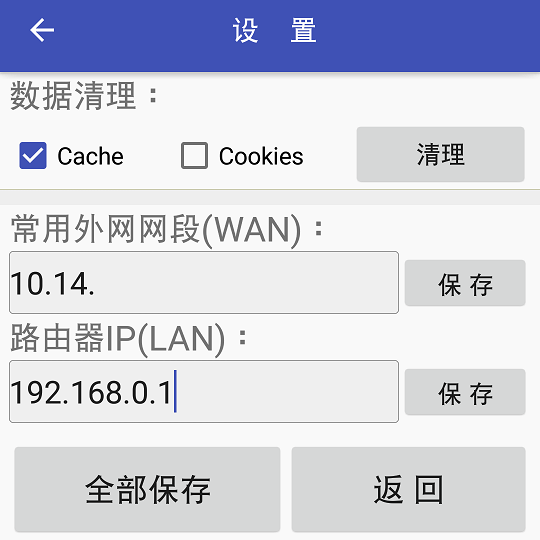 设 置
数据清理：
Cache Cookies 清理
常用外网网段(WAN)：
10.14. 保 存
路由器IP(LAN)：
192.168.0.1 保 存
全部保存 返 回